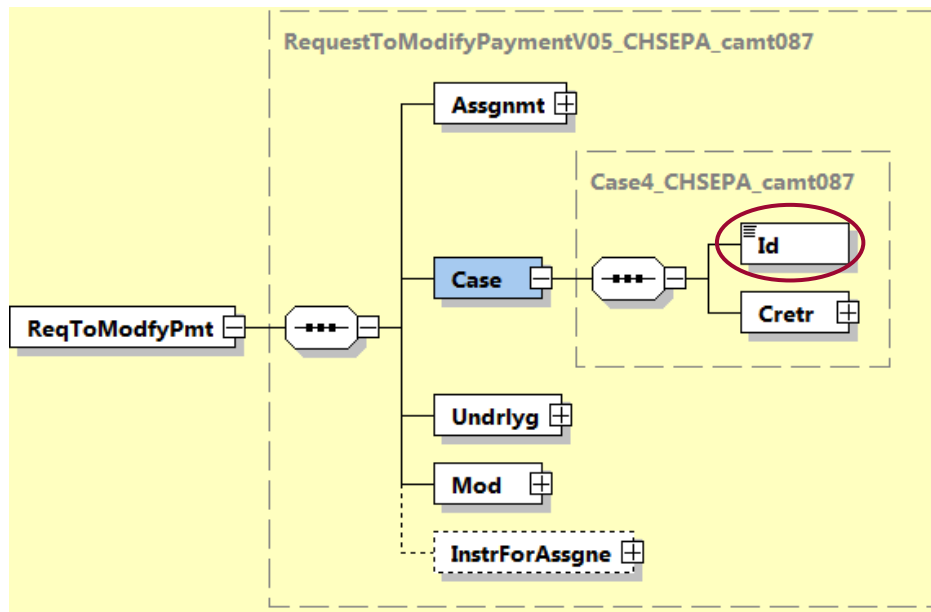 RequestToModifyPaymentV05_CHSEPA_camt087
Assgnmt
Case4_CHSEPA_camt087
Id
Case
Cretr
ReqToModfyPmt
Undrlyg
Mod
InstrForAssgne